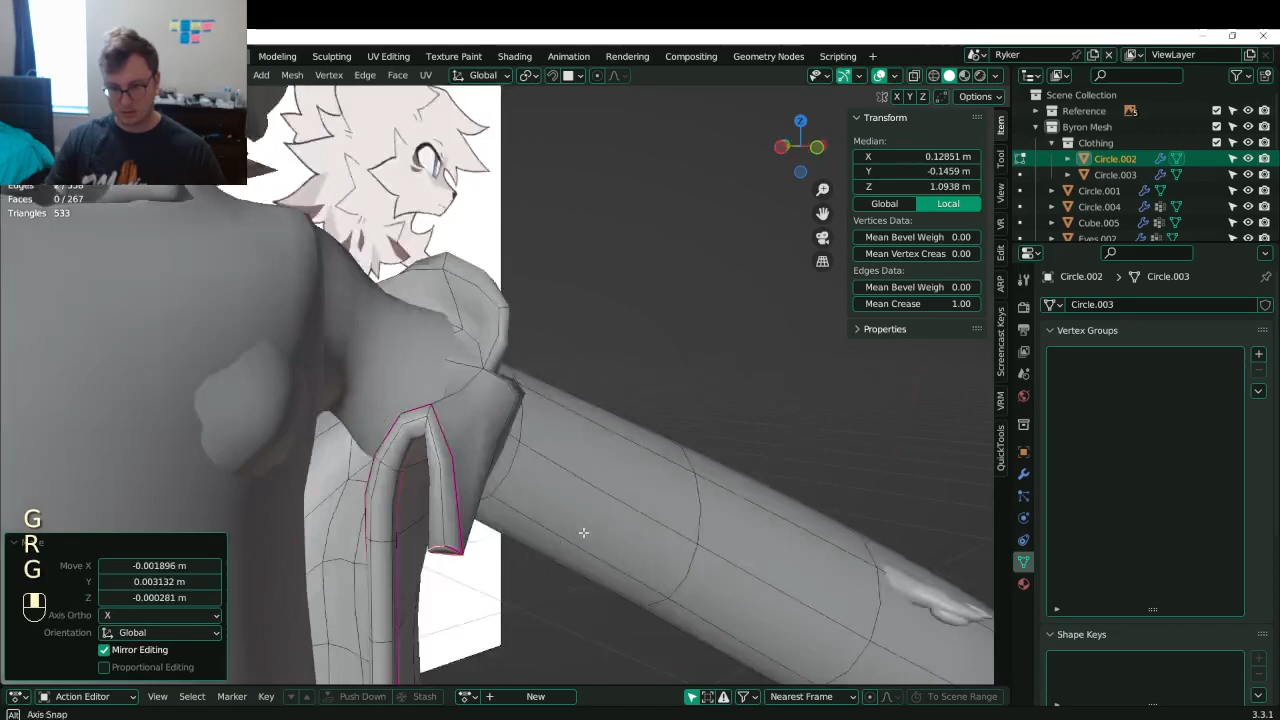 Modeling Sculpting UV Editing Texture Paint Shading Animation Rendering Compositing Geometry Nodes Scripting + Ryker ViewLayer
Add Mesh Vertex Edge Face UV Global
X Y Z Options
Scene Collection
Reference 5
Byron Mesh
Clothing
Circle.002
Circle.003
Circle.001
Circle.004
Cube.005
Eyes.002
Faces 0/267
Triangles 533
Transform
Median:
X 0.12851 m
Y -0.1459 m
Z 1.0938 m
Global Local
Vertices Data:
Mean Bevel Weigh 0.00
Mean Vertex Creas 0.00
Edges Data:
Mean Bevel Weigh 0.00
Mean Crease 1.00
Properties
Item
Tool
View
VR
Edit
ARP
Screencast Keys
VRM
QuickTools
Z
Circle.002 > Circle.003
Circle.003
Vertex Groups
Shape Keys
G
R
G
Move X -0.001896 m
Y 0.003132 m
Z -0.000281 m
Axis Ortho X
Orientation Global
Mirror Editing
Proportional Editing
Action Editor View Select Marker Key Push Down Stash New Nearest Frame To Scene Range
Alt Axis Snap 3.3.1